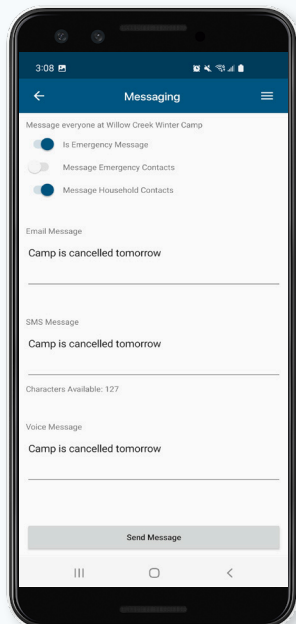 3:08
Messaging
Message everyone at Willow Creek Winter Camp
Is Emergency Message
Message Emergency Contacts
Message Household Contacts
Email Message
Camp is cancelled tomorrow
SMS Message
Camp is cancelled tomorrow
Characters Available: 127
Voice Message
Camp is cancelled tomorrow
Send Message